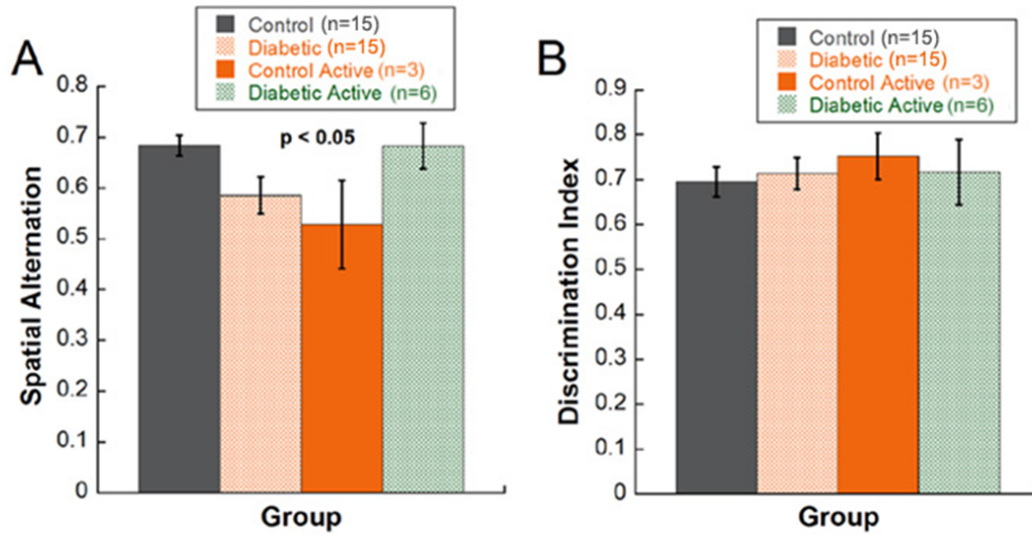 A
Control (n=15)
Diabetic (n=15)
Control Active (n=3)
Diabetic Active (n=6)
p < 0.05
0.8
0.7
0.6
0.5
0.4
0.3
0.2
0.1
0
Spatial Alternation
Group
B
Control (n=15)
Diabetic (n=15)
Control Active (n=3)
Diabetic Active (n=6)
0.9
0.8
0.7
0.6
0.5
0.4
0.3
0.2
0.1
0
Discrimination Index
Group